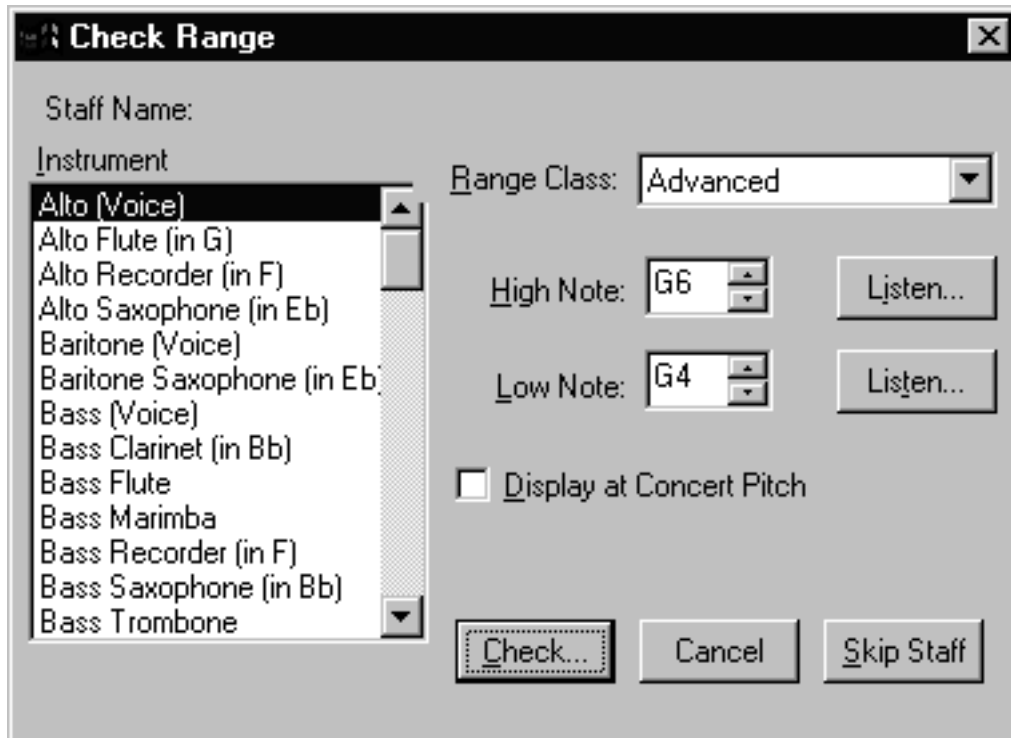 Check Range
Staff Name:
Instrument
Alto (Voice)
Alto Flute (in G)
Alto Recorder (in F)
Alto Saxophone (in Eb)
Baritone (Voice)
Baritone Saxophone (in Eb
Bass (Voice)
Bass Clarinet (in Bb)
Bass Flute
Bass Marimba
Bass Recorder (in F)
Bass Saxophone (in Bb)
Bass Trombone
Range Class: Advanced
High Note: G6 Listen...
Low Note: G4 Listen...
Display at Concert Pitch
Check... Cancel Skip Staff